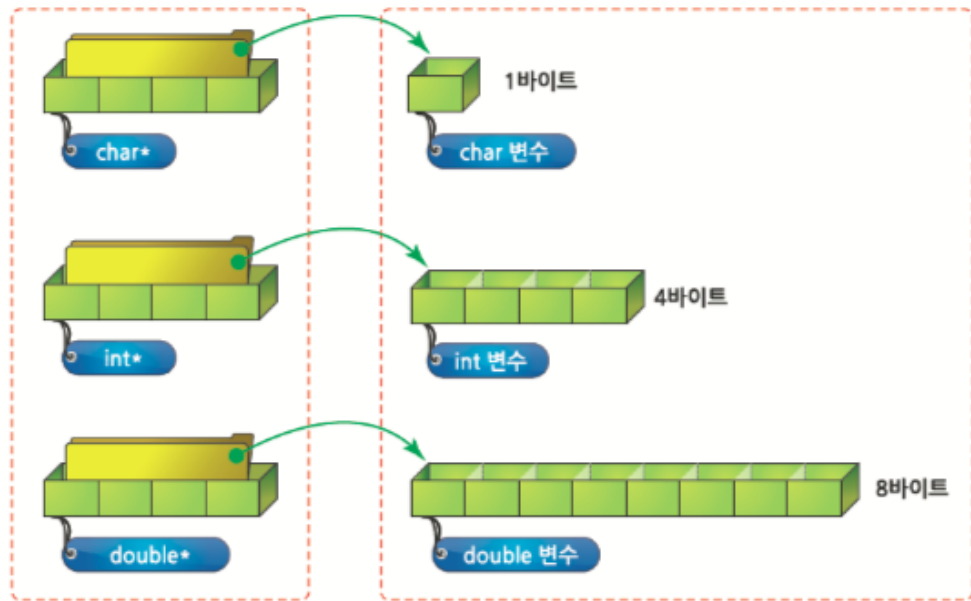 1바이트
char*
char 변수
4바이트
int*
int 변수
8바이트
double*
double 변수